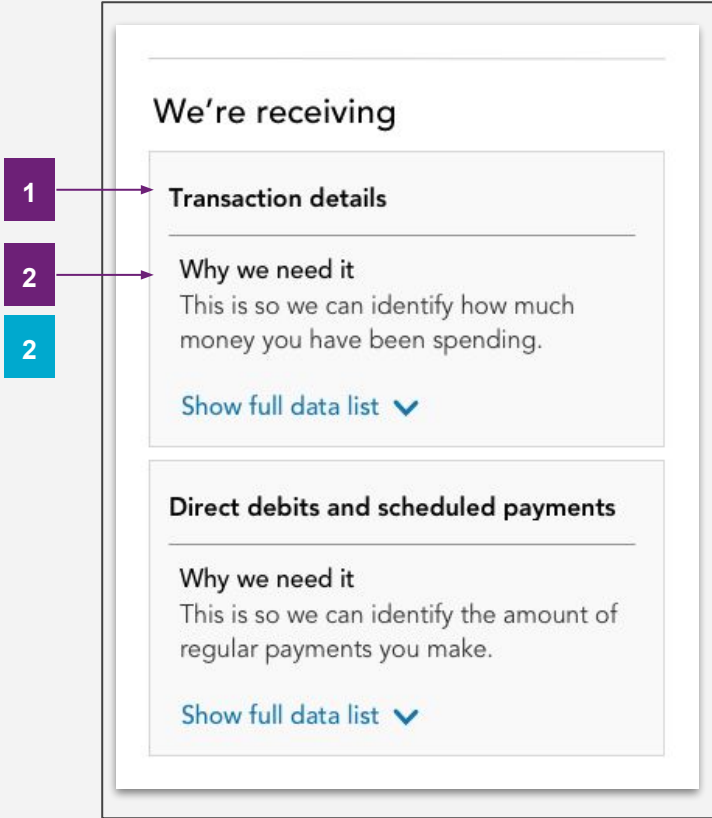 We're receiving
1
Transaction details
2
Why we need it
This is so we can identify how much
2
money you have been spending.
Show full data list
Direct debits and scheduled payments
Why we need it
This is so we can identify the amount of
regular payments you make.
Show full data list